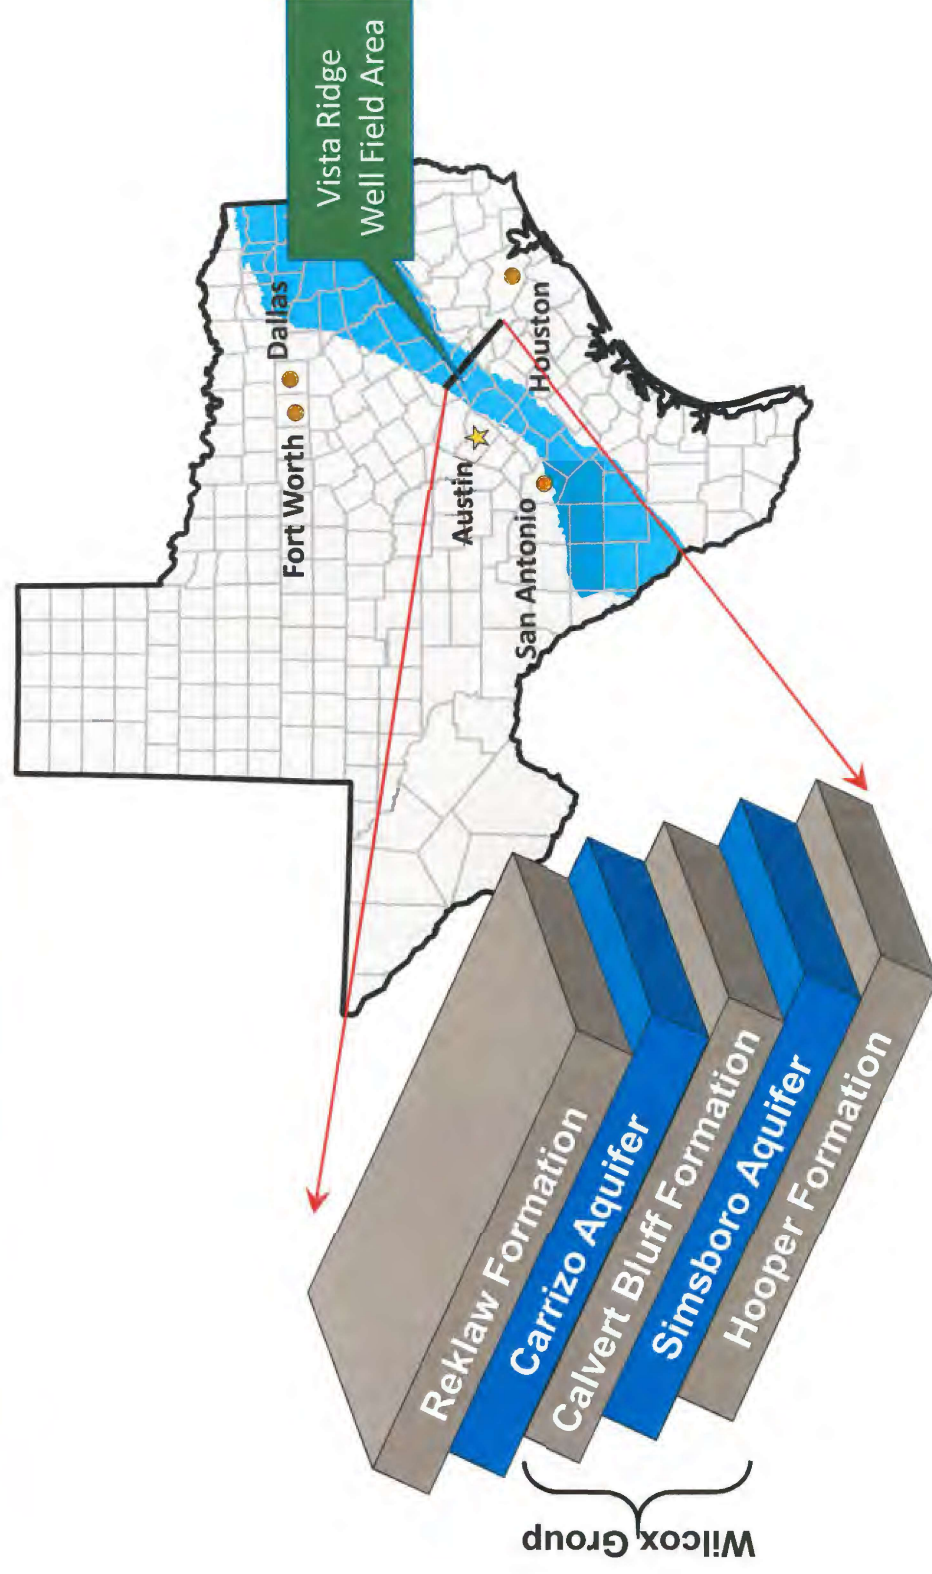 Vista Ridge
Well Field Area
Dallas
Fort Worth
Austin
Houston
San Antonio
Reklaw Formation
Carrizo Aquifer
Calvert Bluff Formation
Simsboro Aquifer
Hooper Formation
Wilcox Group